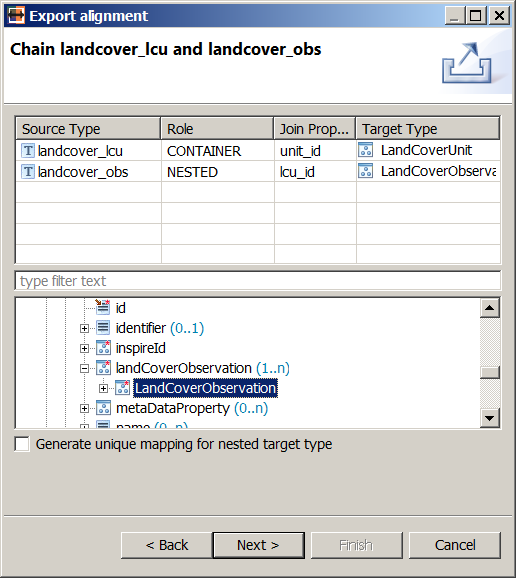 Export alignment
Chain landcover_lcu and landcover_obs
Source Type Role Join Prop... Target Type
T landcover_lcu CONTAINER unit_id LandCoverUnit
T landcover_obs NESTED lcu_id LandCoverObserva
type filter text
id
identifier (0..1)
inspireId
landCoverObservation (1..n)
LandCoverObservation
metaDataProperty (0..n)
name (0..n)
Generate unique mapping for nested target type
< Back Next > Finish Cancel